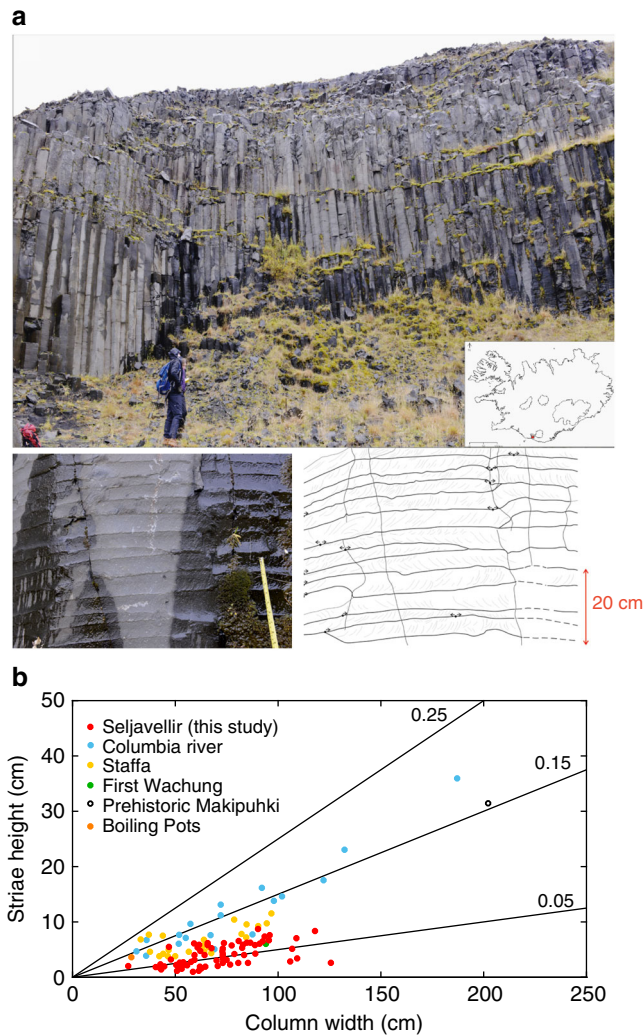 a
20 cm
b
50
40
30
20
10
0
Striae height (cm)
0.25
0.15
0.05
Seljavellir (this study)
Columbia river
Staffa
First Wachung
Prehistoric Makipuhki
Boiling Pots
0
50
100
150
200
250
Column width (cm)